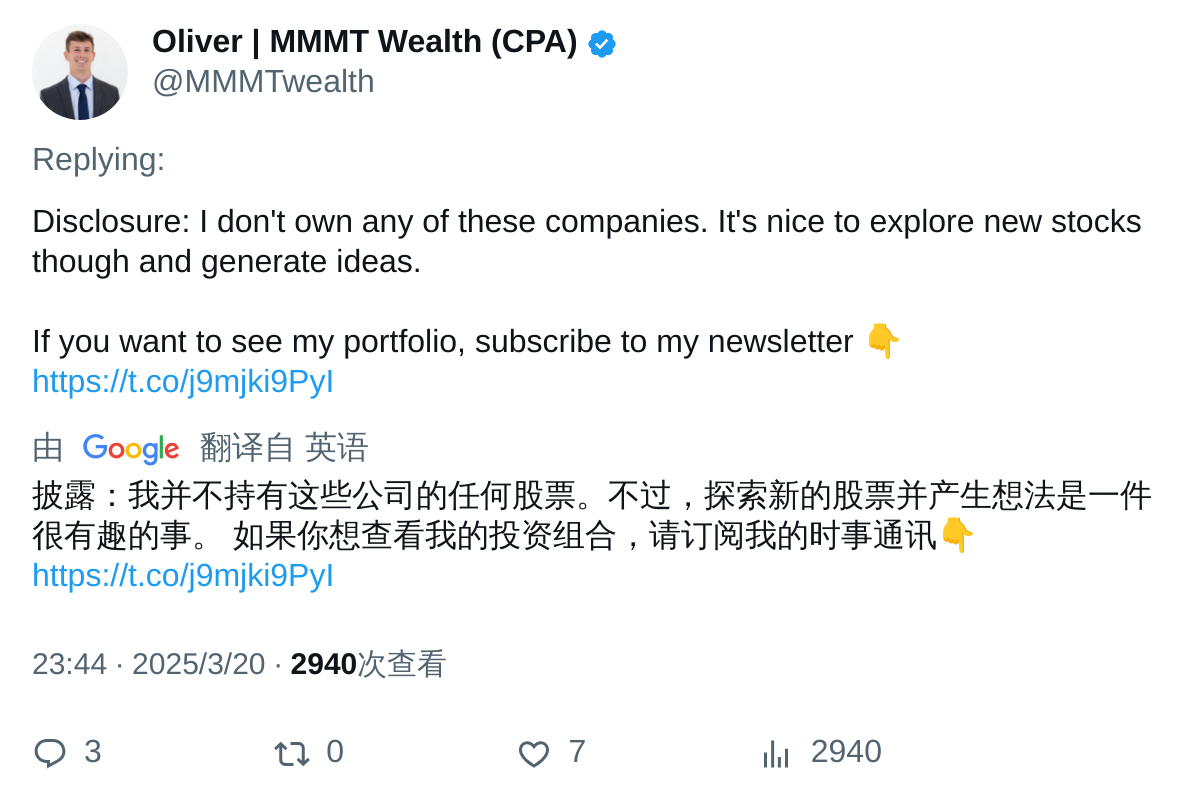 Oliver | MMMT Wealth (CPA)
@MMMTwealth
Replying:
Disclosure: I don't own any of these companies. It's nice to explore new stocks
though and generate ideas.
If you want to see my portfolio, subscribe to my newsletter 👇
https://t.co/j9mjki9PyI
由 Google 翻译自 英语
披露：我并不持有这些公司的任何股票。不过，探索新的股票并产生想法是一件
很有趣的事。 如果你想查看我的投资组合，请订阅我的时事通讯👇
https://t.co/j9mjki9PyI
23:44 · 2025/3/20 · 2940次查看
3 0 7 2940